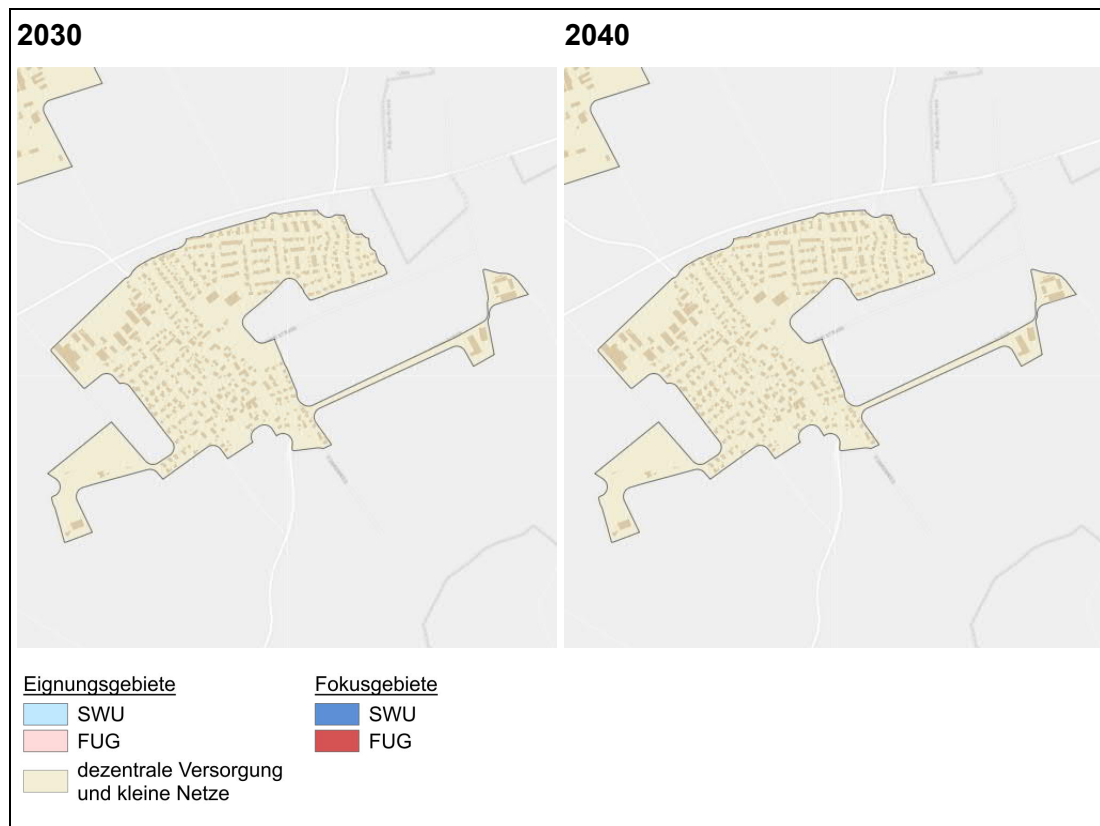 2030
2040
Eignungsgebiete
SWU
FUG
dezentrale Versorgung
und kleine Netze
Fokusgebiete
SWU
FUG